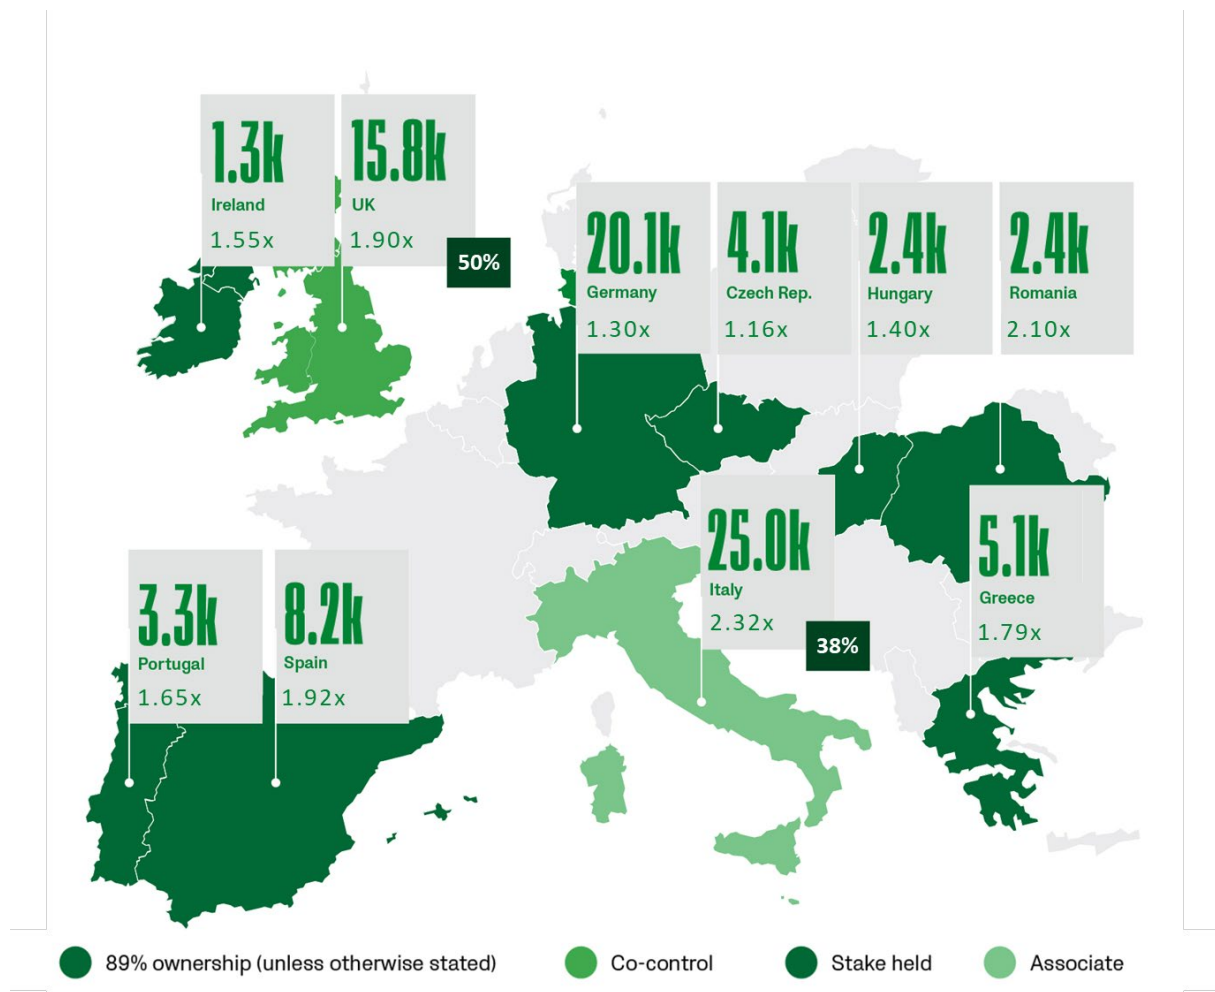 1.3k
Ireland
1.55x
15.8k
UK
1.90x
50%
20.1k
Germany
1.30x
4.1k
Czech Rep.
1.16x
2.4k
Hungary
1.40x
2.4k
Romania
2.10x
25.0k
Italy
2.32x
38%
5.1k
Greece
1.79x
3.3k
Portugal
1.65x
8.2k
Spain
1.92x
89% ownership (unless otherwise stated)
Co-control
Stake held
Associate